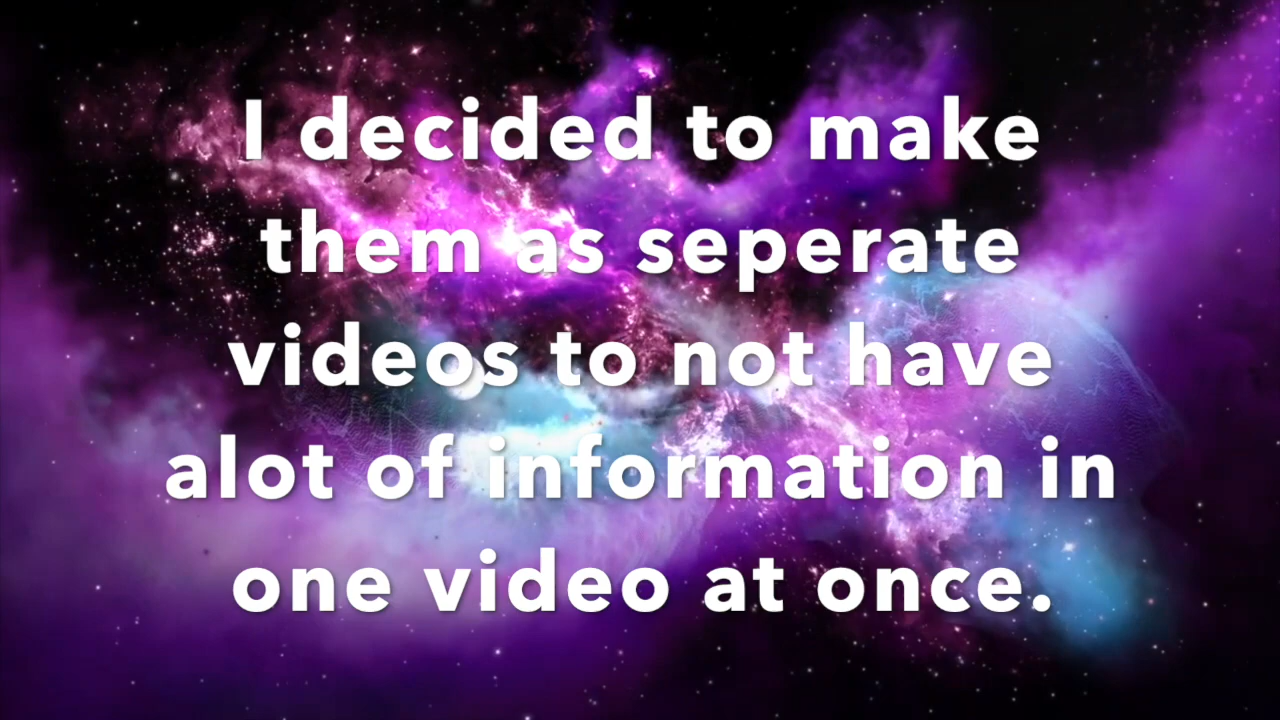 I decided to make
them as seperate
videos to not have
alot of information in
one video at once.